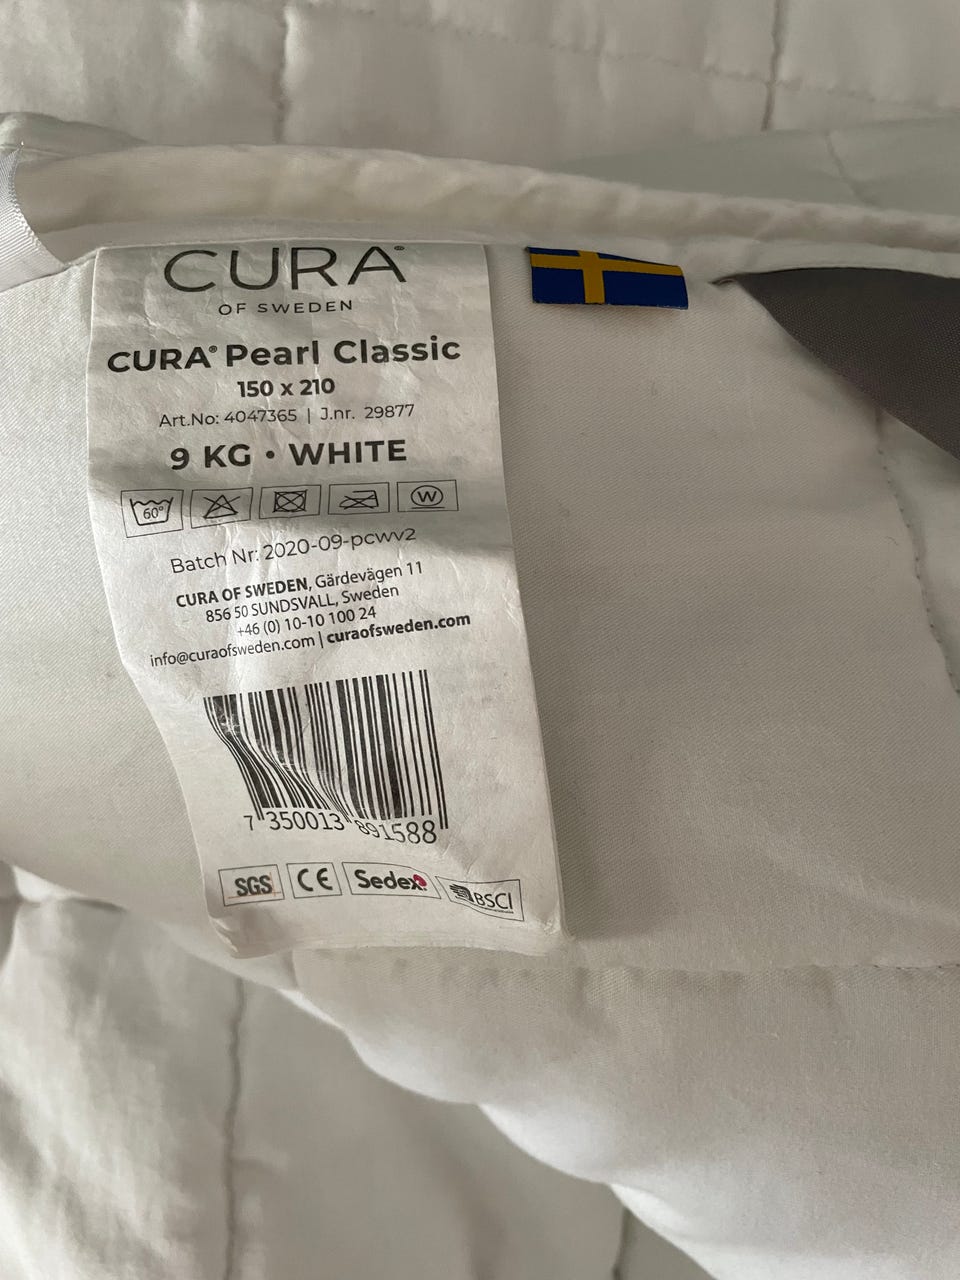 CURA®
OF SWEDEN
CURA® Pearl Classic
150 x 210
Art.No: 4047365 | J.nr. 29877
9 KG • WHITE
60°
W
Batch Nr: 2020-09-pcwv2
CURA OF SWEDEN, Gärdevägen 11
856 50 SUNDSVALL, Sweden
+46 (0) 10-10 100 24
info@curaofsweden.com | curaofsweden.com
7 350013 891588
SGS CE Sedex BSCI